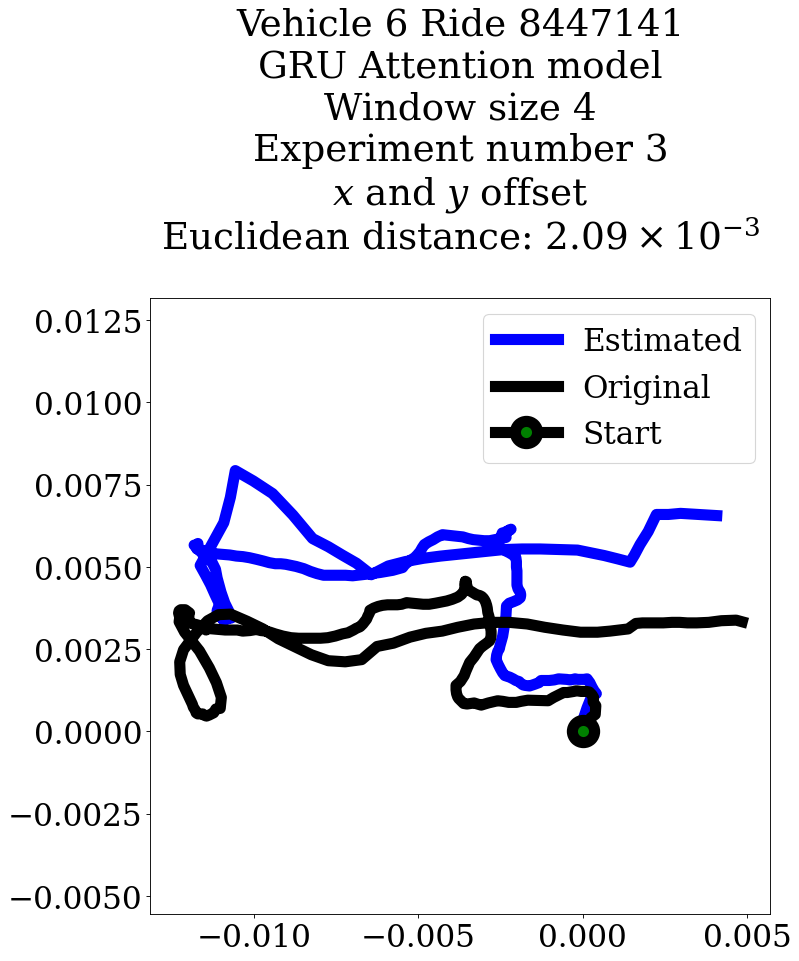 Vehicle 6 Ride 8447141
GRU Attention model
Window size 4
Experiment number 3
x and y offset
Euclidean distance: 2.09 × 10⁻³
Estimated
Original
Start
0.0125
0.0100
0.0075
0.0050
0.0025
0.0000
−0.0025
−0.0050
−0.010 −0.005 0.000 0.005